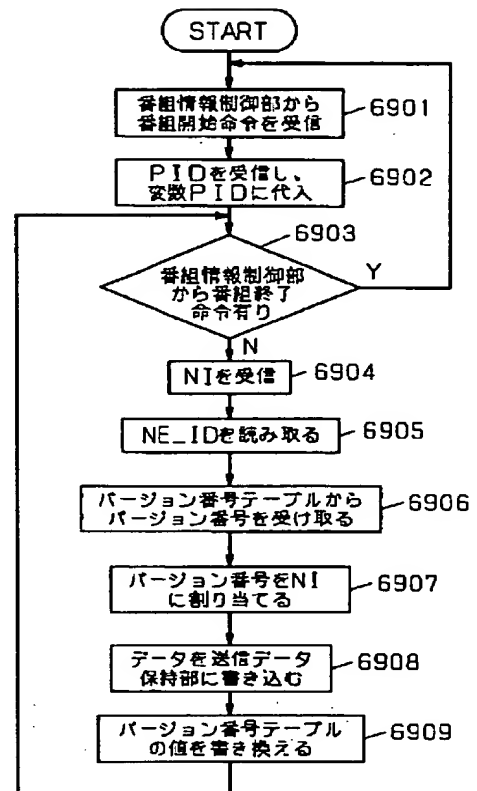 START
番組情報制御部から
番組開始命令を受信
6901
PIDを受信し、
変数PIDに代入
6902
6903
番組情報制御部
から番組終了
命令有り
Y
N
NIを受信
6904
NE_IDを読み取る
6905
バージョン番号テーブルから
バージョン番号を受け取る
6906
バージョン番号をNI
に割り当てる
6907
データを送信データ
保持部に書き込む
6908
バージョン番号テーブル
の値を書き換える
6909